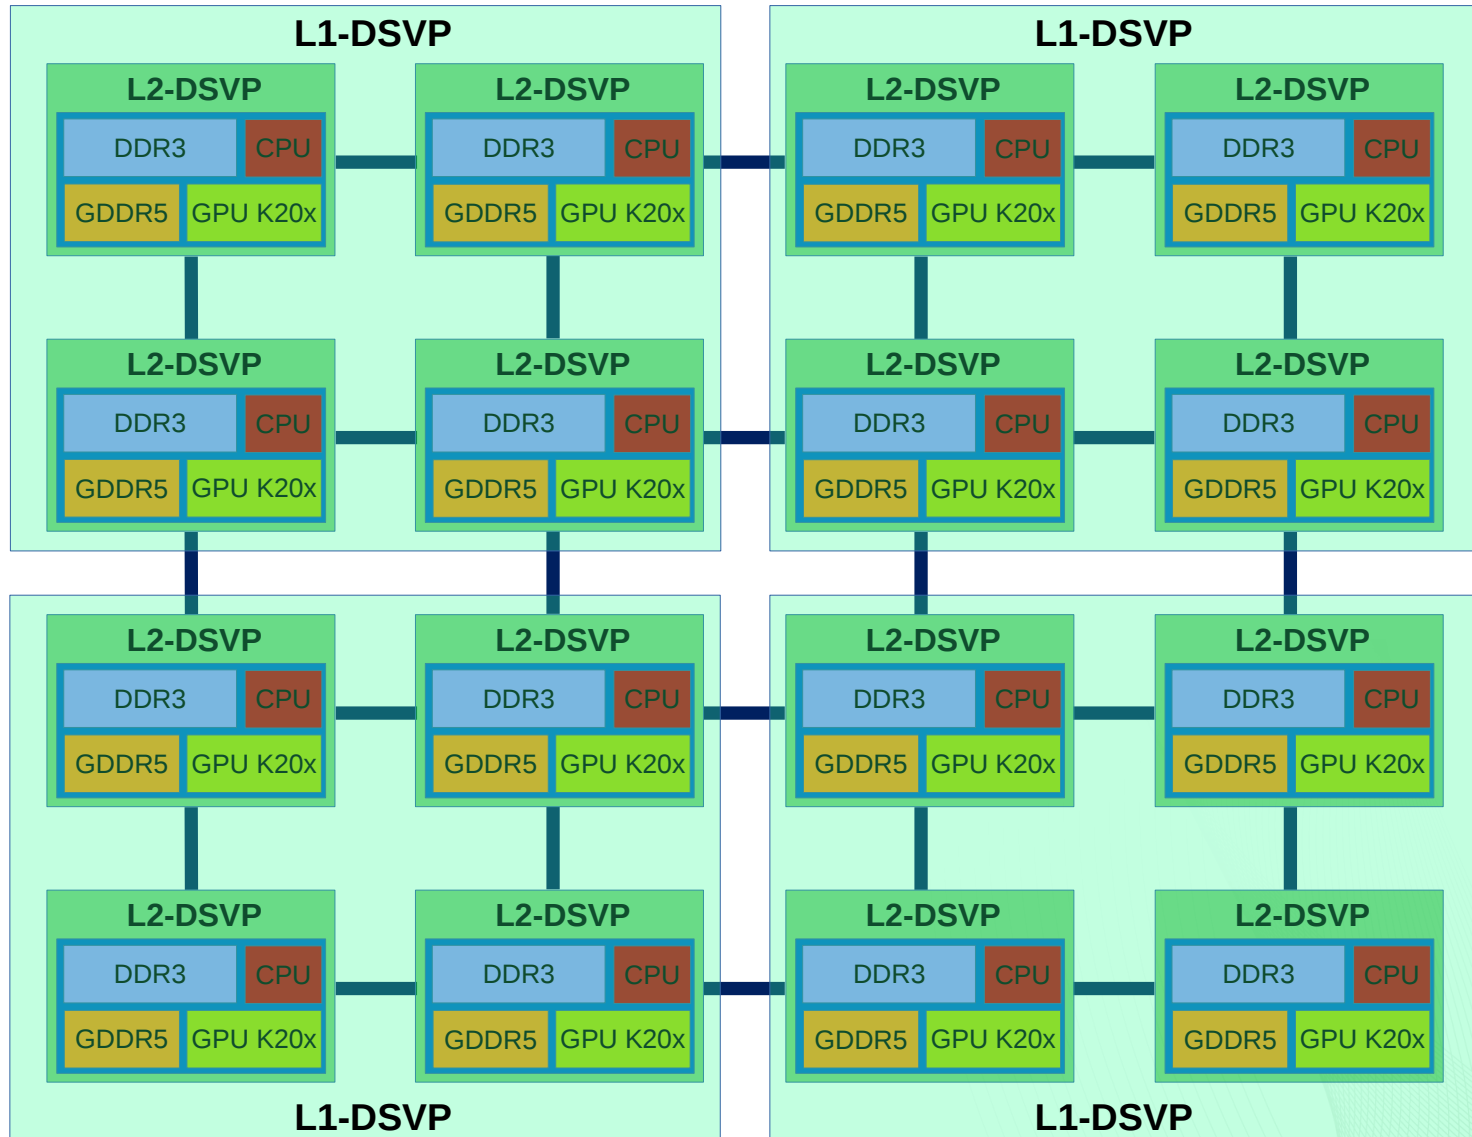 L1-DSVP L1-DSVP
L2-DSVP L2-DSVP L2-DSVP L2-DSVP
DDR3 CPU DDR3 CPU DDR3 CPU DDR3 CPU
GDDR5 GPU K20x GDDR5 GPU K20x GDDR5 GPU K20x GDDR5 GPU K20x
L2-DSVP L2-DSVP L2-DSVP L2-DSVP
DDR3 CPU DDR3 CPU DDR3 CPU DDR3 CPU
GDDR5 GPU K20x GDDR5 GPU K20x GDDR5 GPU K20x GDDR5 GPU K20x
L2-DSVP L2-DSVP L2-DSVP L2-DSVP
DDR3 CPU DDR3 CPU DDR3 CPU DDR3 CPU
GDDR5 GPU K20x GDDR5 GPU K20x GDDR5 GPU K20x GDDR5 GPU K20x
L2-DSVP L2-DSVP L2-DSVP L2-DSVP
DDR3 CPU DDR3 CPU DDR3 CPU DDR3 CPU
GDDR5 GPU K20x GDDR5 GPU K20x GDDR5 GPU K20x GDDR5 GPU K20x
L1-DSVP L1-DSVP